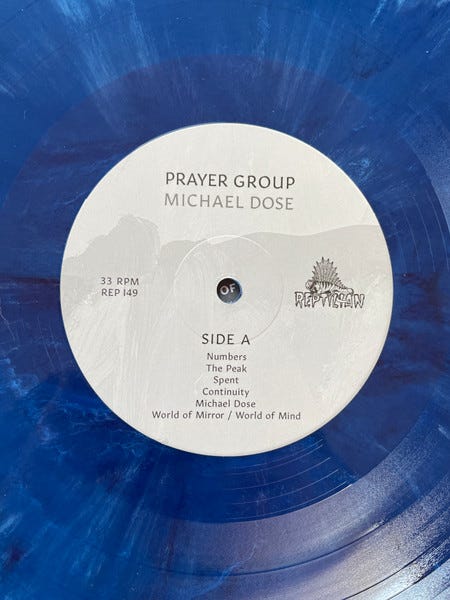 PRAYER GROUP
MICHAEL DOSE
33 RPM
REP 149
OF
REPTILIAN
SIDE A
Numbers
The Peak
Spent
Continuity
Michael Dose
World of Mirror / World of Mind